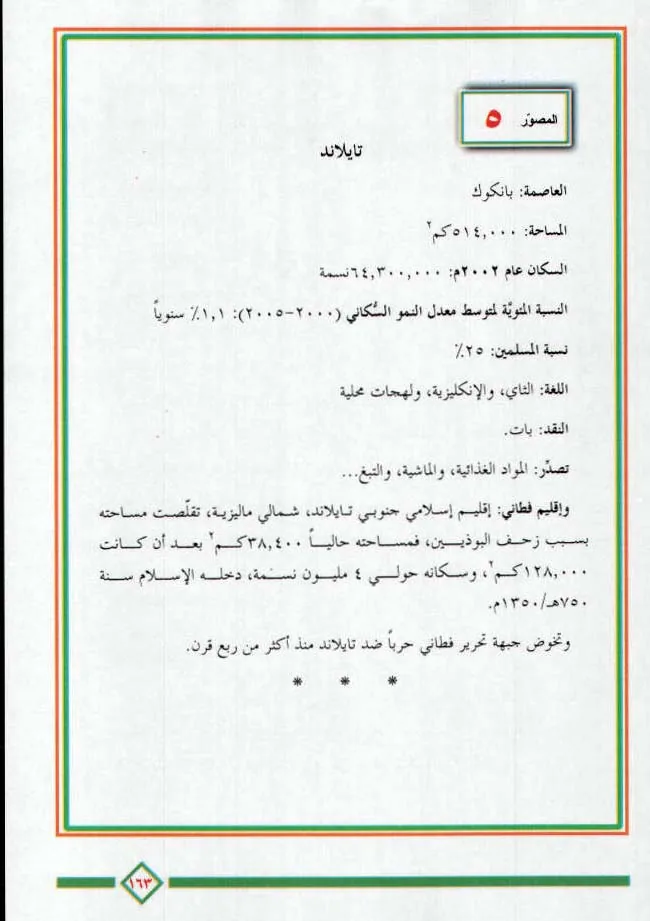 المصوّر ٥
تايلاند
العاصمة: بانكوك
المساحة: ٥١٤,٠٠٠كم٢
السكان عام ٢٠٠٢م: ٦٤,٣٠٠,٠٠٠نسمة
النسبة المئويَّة لمتوسط معدل النمو السُّكاني (٢٠٠٠-٢٠٠٥): ١,١٪ سنوياً
نسبة المسلمين: ٢٥٪
اللغة: التاي، والإنكليزية، ولهجات محلية
النقد: بات.
تصدِّر: المواد الغذائية، والماشية، والتبغ...
وإقليم فطاني: إقليم إسلامي جنوبي تايلاند، شمالي ماليزية، تقلّصت مساحته
بسبب زحف البوذيين، فمساحته حالياً ٣٨,٤٠٠كم٢ بعد أن كانت
١٢٨,٠٠٠كم٢، وسكانه حولي ٤ مليون نسمة، دخله الإسلام سنة
٧٥٠هـ/١٣٥٠م.
وتخوض جبهة تحرير فطاني حرباً ضد تايلاند منذ أكثر من ربع قرن.
* * *
١٦٣